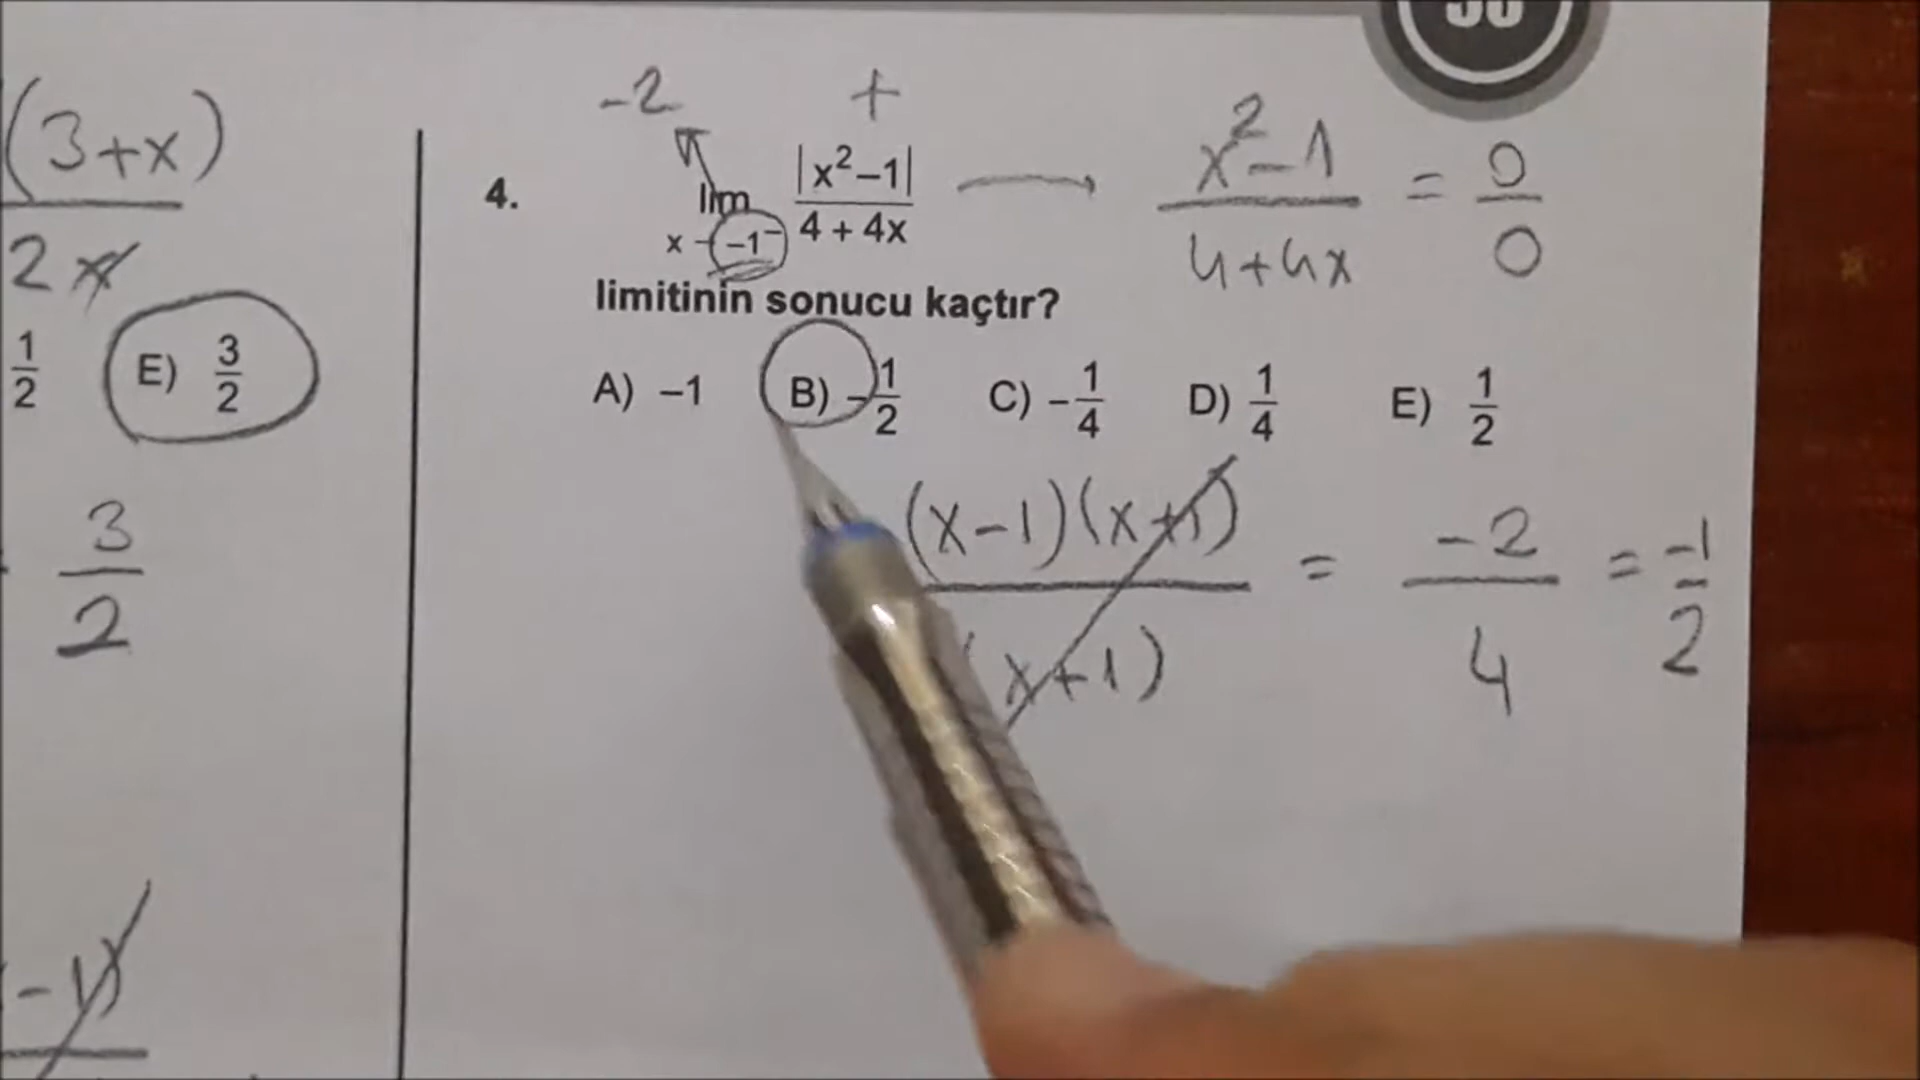 (3+x)
2x
1/2 E) 3/2
3/2
-1)
-2 +
4. lim x→-1⁻ |x²-1| / 4+4x → x²-1 / 4+4x = 0/0
limitinin sonucu kaçtır?
A) -1 B) -1/2 C) -1/4 D) 1/4 E) 1/2
(x-1)(x+1) / (x+1) = -2/4 = -1/2